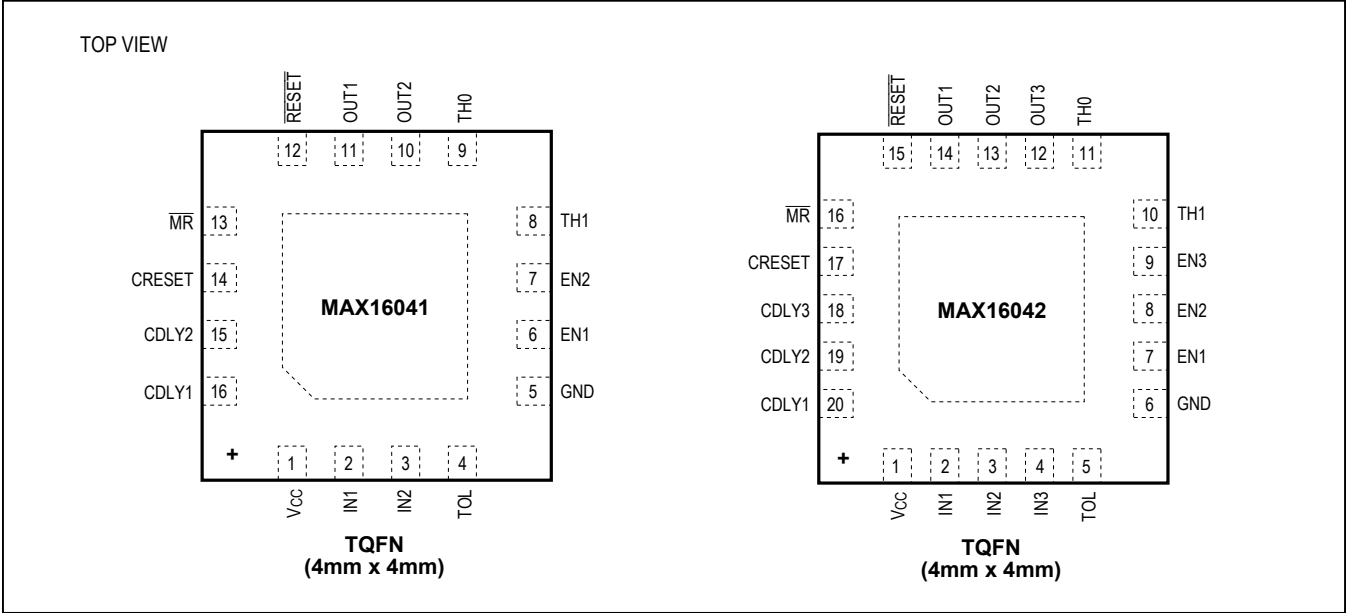 TOP VIEW
RESET
OUT1
OUT2
TH0
12
11
10
9
MR
13
CRESET
14
CDLY2
15
CDLY1
16
MAX16041
8
TH1
7
EN2
6
EN1
5
GND
+
1
2
3
4
VCC
IN1
IN2
TOL
TQFN
(4mm x 4mm)
RESET
OUT1
OUT2
OUT3
TH0
15
14
13
12
11
MR
16
CRESET
17
CDLY3
18
CDLY2
19
CDLY1
20
MAX16042
10
TH1
9
EN3
8
EN2
7
EN1
6
GND
+
1
2
3
4
5
VCC
IN1
IN2
IN3
TOL
TQFN
(4mm x 4mm)